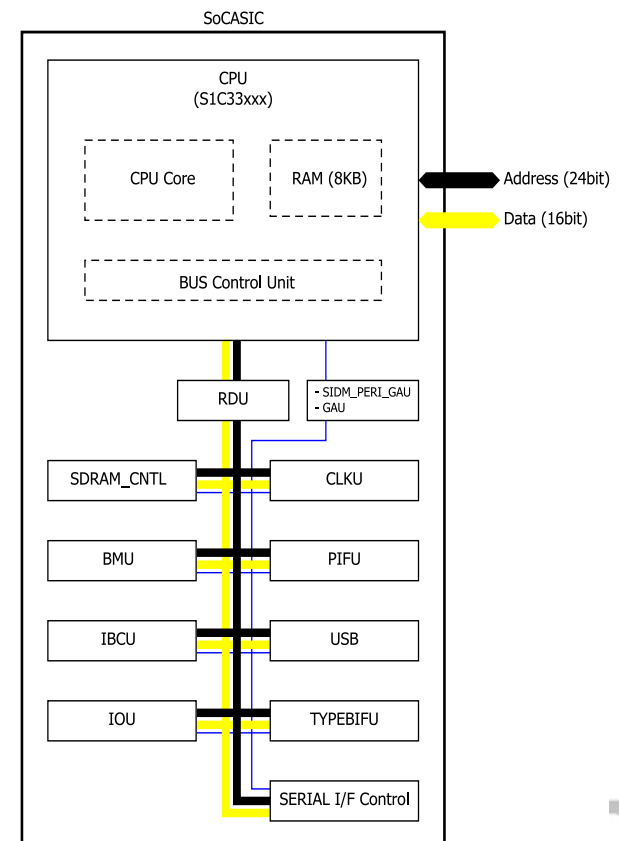 SoCASIC
CPU
(S1C33xxx)
CPU Core
RAM (8KB)
Address (24bit)
Data (16bit)
BUS Control Unit
RDU
- SIDM_PERI_GAU
- GAU
SDRAM_CNTL
CLKU
BMU
PIFU
IBCU
USB
IOU
TYPEBIFU
SERIAL I/F Control